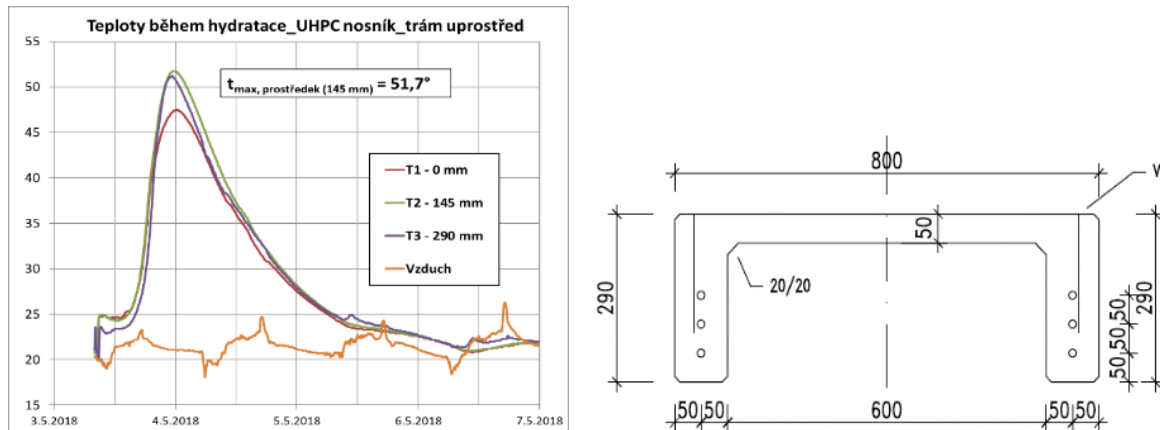 Teploty během hydratace_UHPC nosník_trám uprostřed
55
50
45
40
35
30
25
20
15
t max, prostředek (145 mm) = 51,7°
T1 - 0 mm
T2 - 145 mm
T3 - 290 mm
Vzduch
3.5.2018 4.5.2018 5.5.2018 6.5.2018 7.5.2018
800
V
50
20/20
290
290
50
50
50
50 50 600 50 50